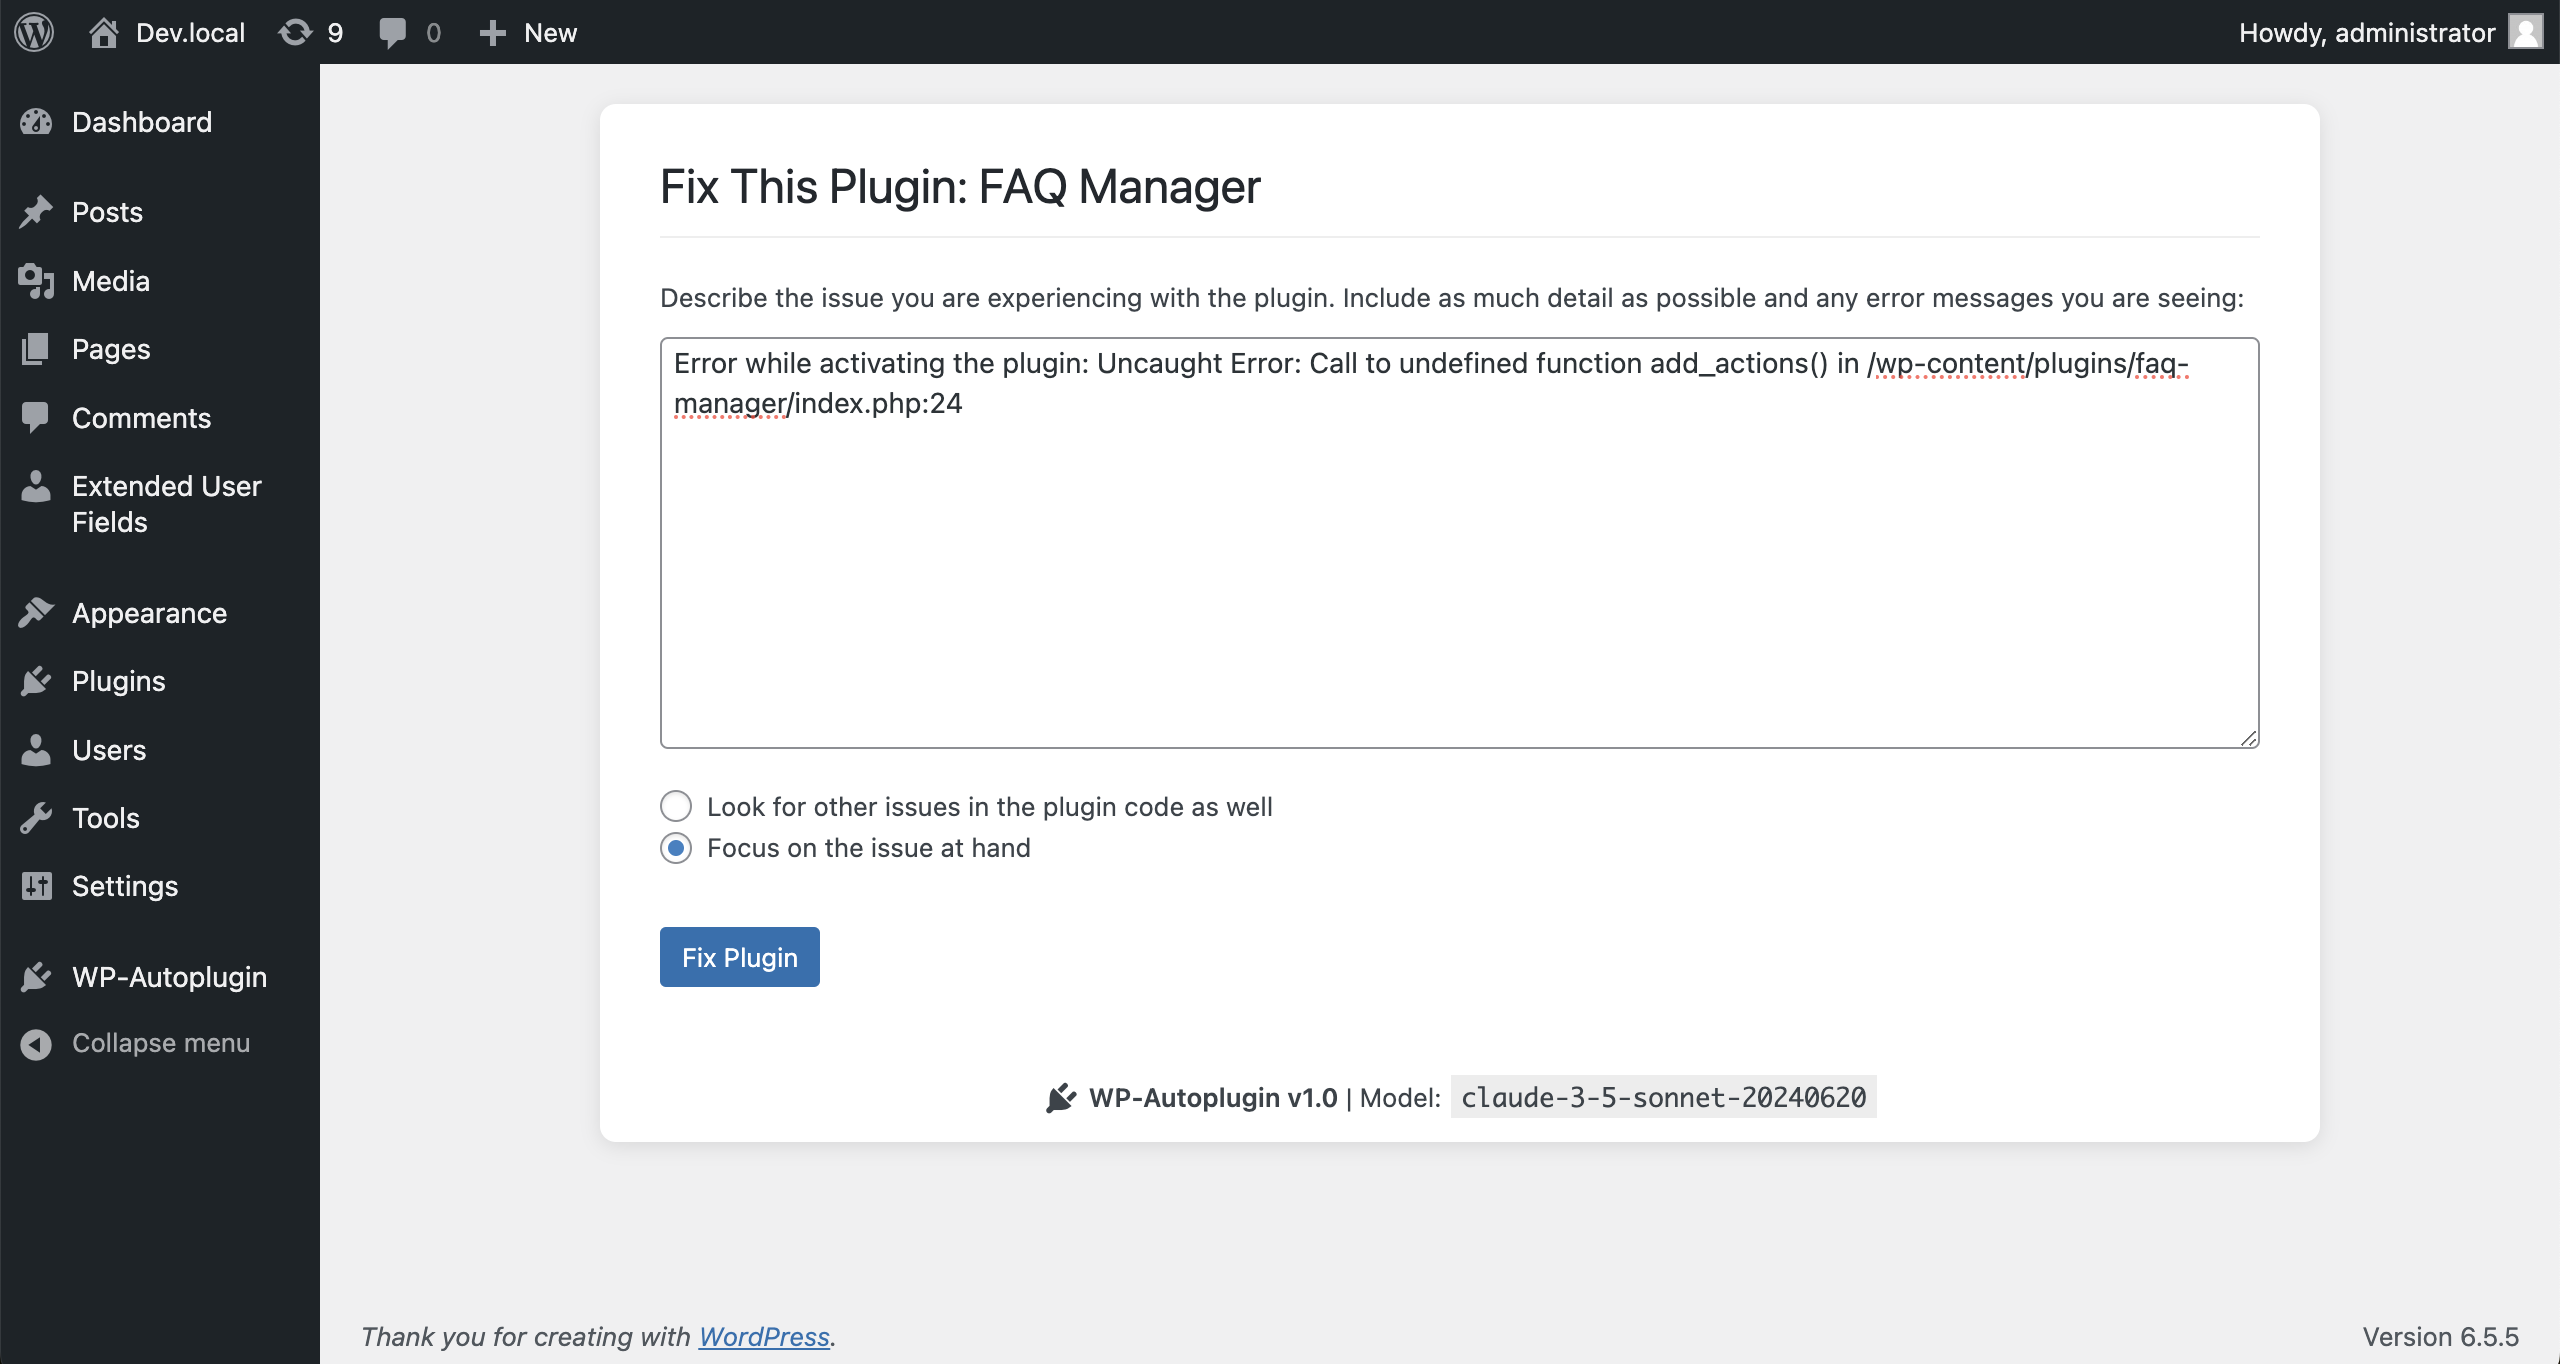 Dev.local 9 0 New Howdy, administrator
Dashboard
Posts
Media
Pages
Comments
Extended User
Fields
Appearance
Plugins
Users
Tools
Settings
WP-Autoplugin
Collapse menu
Fix This Plugin: FAQ Manager
Describe the issue you are experiencing with the plugin. Include as much detail as possible and any error messages you are seeing:
Error while activating the plugin: Uncaught Error: Call to undefined function add_actions() in /wp-content/plugins/faq-
manager/index.php:24
Look for other issues in the plugin code as well
Focus on the issue at hand
Fix Plugin
WP-Autoplugin v1.0 | Model: claude-3-5-sonnet-20240620
Thank you for creating with WordPress.
Version 6.5.5